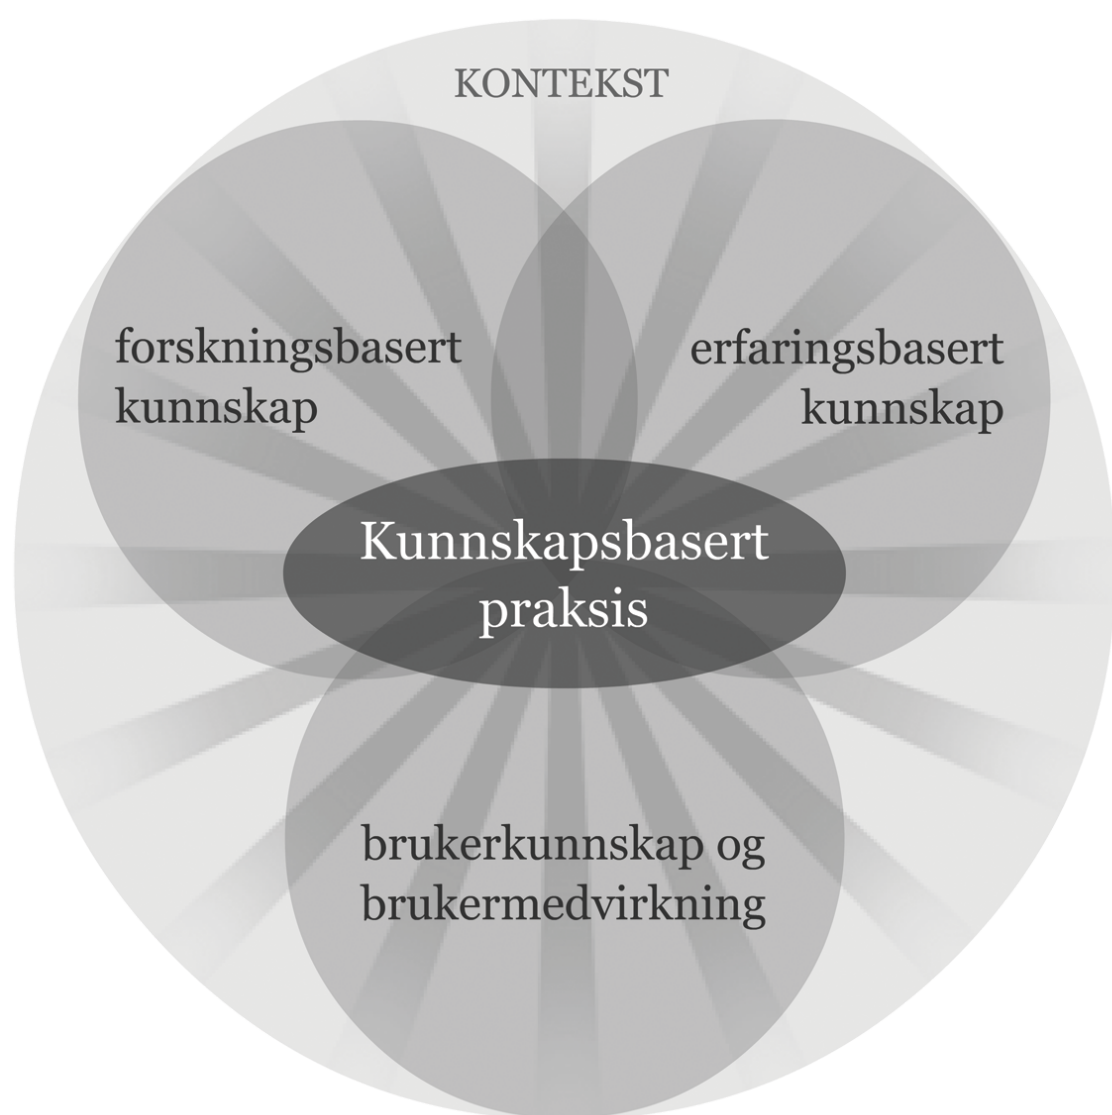 KONTEKST
forskningsbasert
kunnskap
erfaringsbasert
kunnskap
Kunnskapsbasert
praksis
brukerkunnskap og
brukermedvirkning